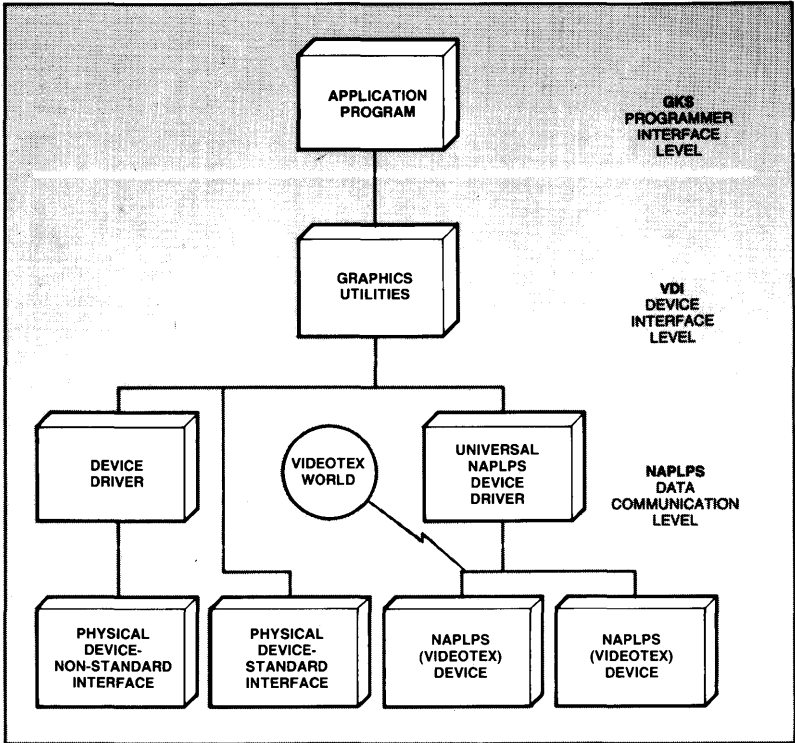 APPLICATION
PROGRAM
GKS
PROGRAMMER
INTERFACE
LEVEL
GRAPHICS
UTILITIES
VDI
DEVICE
INTERFACE
LEVEL
DEVICE
DRIVER
VIDEOTEX
WORLD
UNIVERSAL
NAPLPS
DEVICE
DRIVER
NAPLPS
DATA
COMMUNICATION
LEVEL
PHYSICAL
DEVICE-
NON-STANDARD
INTERFACE
PHYSICAL
DEVICE-
STANDARD
INTERFACE
NAPLPS
(VIDEOTEX)
DEVICE
NAPLPS
(VIDEOTEX)
DEVICE